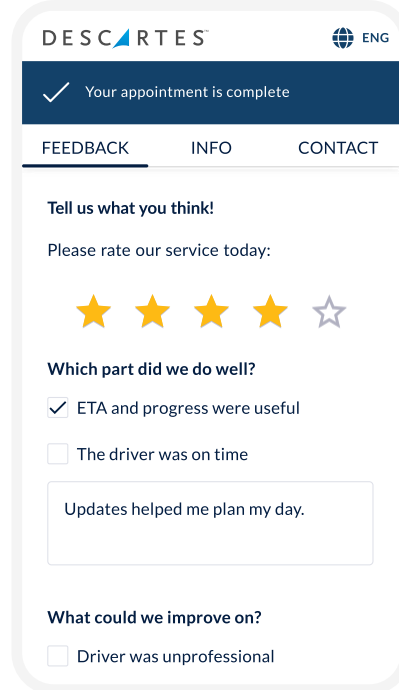 DESCARTES™
ENG
Your appointment is complete
FEEDBACK INFO CONTACT
Tell us what you think!
Please rate our service today:
Which part did we do well?
ETA and progress were useful
The driver was on time
Updates helped me plan my day.
What could we improve on?
Driver was unprofessional